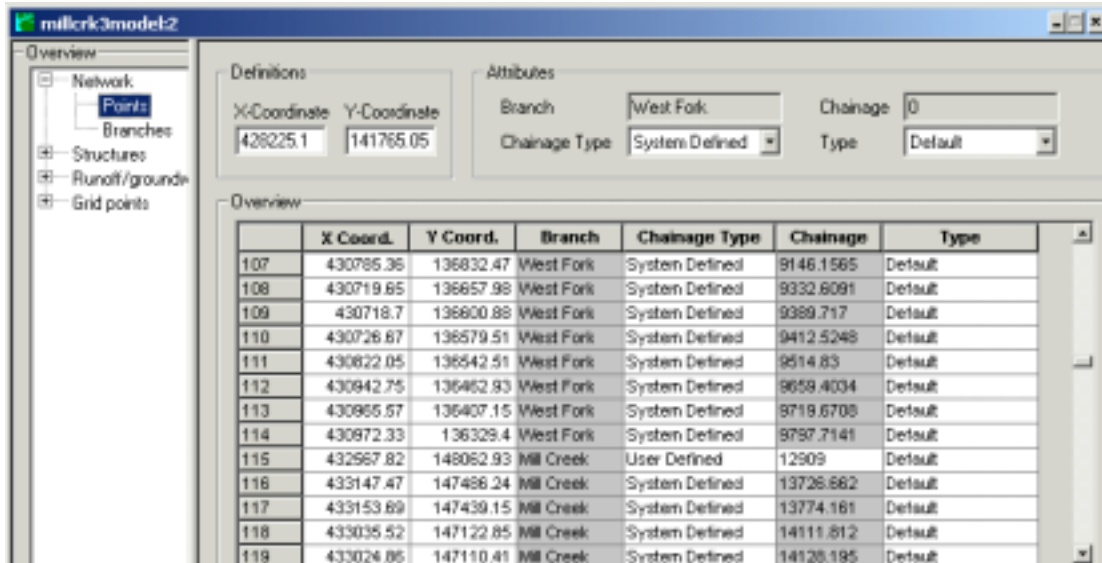 millcrk3model:2
Overview
Network
Points
Branches
Structures
Runoff/groundw
Grid points
Definitions
X-Coordinate Y-Coordinate
428225.1 141765.05
Attributes
Branch West Fork Chainage 0
Chainage Type System Defined Type Default
Overview
X Coord. Y Coord. Branch Chainage Type Chainage Type
107 430785.36 136832.47 West Fork System Defined 9146.1565 Default
108 430719.65 136657.98 West Fork System Defined 9332.6091 Default
109 430718.7 136600.88 West Fork System Defined 9389.717 Default
110 430726.67 136579.51 West Fork System Defined 9412.5248 Default
111 430822.05 136542.51 West Fork System Defined 9514.83 Default
112 430942.75 136462.93 West Fork System Defined 9659.4034 Default
113 430965.57 136407.15 West Fork System Defined 9719.6708 Default
114 430972.33 136329.4 West Fork System Defined 9797.7141 Default
115 432567.82 148062.93 Mill Creek User Defined 12909 Default
116 433147.47 147486.24 Mill Creek System Defined 13726.662 Default
117 433153.69 147439.15 Mill Creek System Defined 13774.161 Default
118 433035.52 147122.85 Mill Creek System Defined 14111.812 Default
119 433024.86 147110.41 Mill Creek System Defined 14128.195 Default